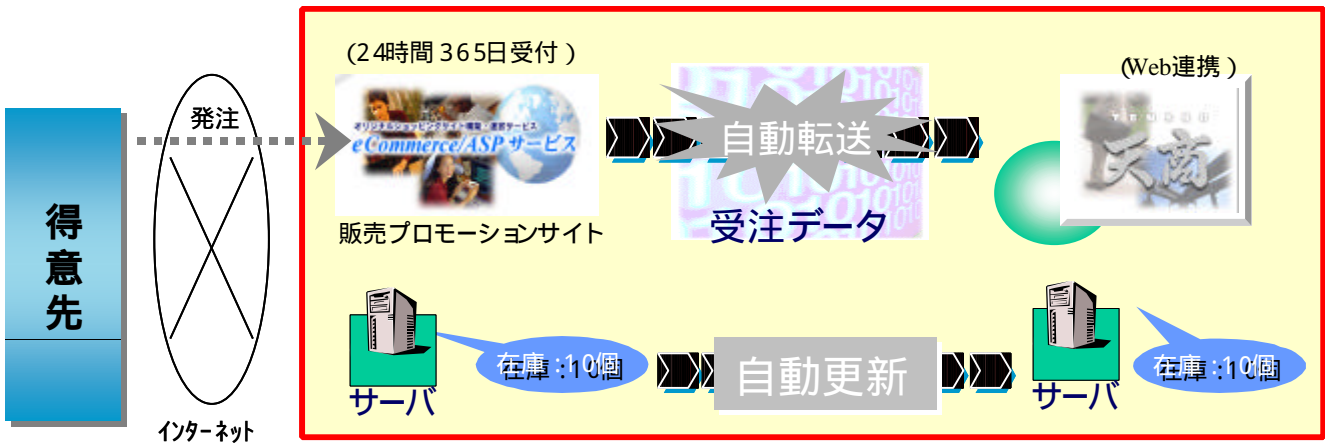 得意先
発注
インターネット
(24時間365日受付)
オリジナルショッピングサイト構築・運営サービス
eCommerce/ASPサービス
販売プロモーションサイト
自動転送
受注データ
(Web連携)
TENSHO
天商
サーバ
在庫:10個
自動更新
サーバ
在庫:10個